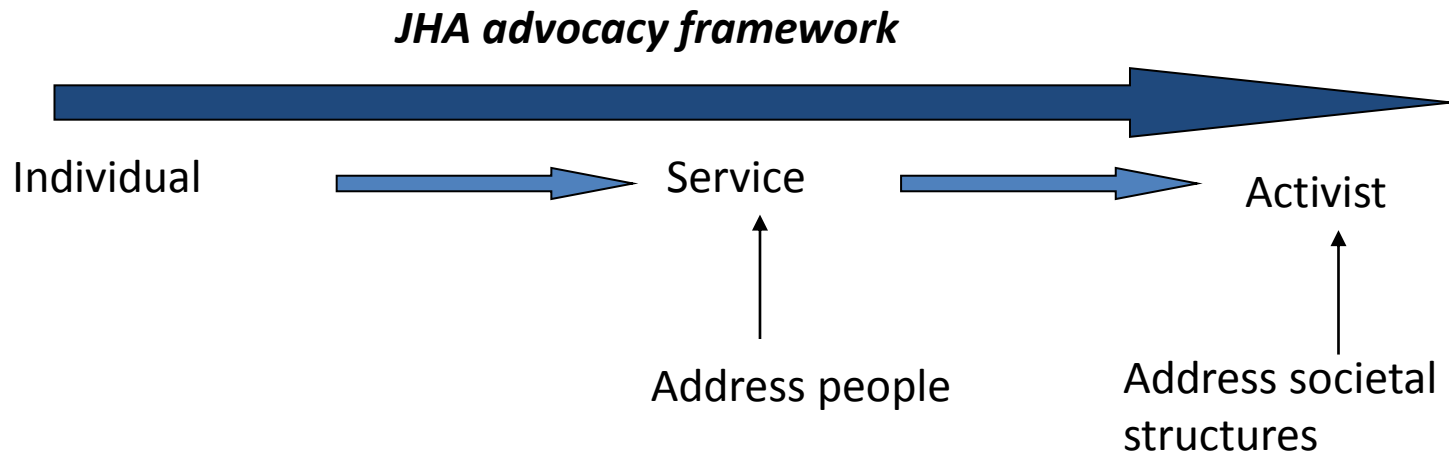 JHA advocacy framework
Individual
Service
Activist
Address people
Address societal
structures